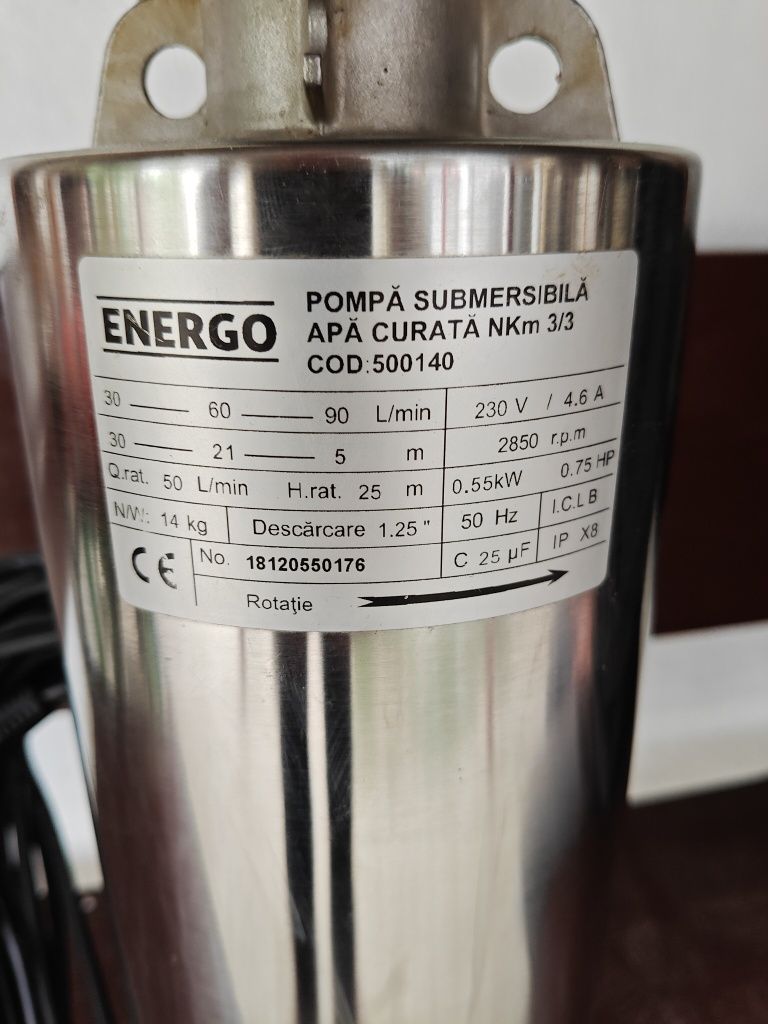 ENERGO
POMPĂ SUBMERSIBILĂ
APĂ CURATĂ NKm 3/3
COD:500140
30 — 60 — 90 L/min
230 V / 4.6 A
30 — 21 — 5 m
2850 r.p.m
Q.rat. 50 L/min H.rat. 25 m
0.55kW 0.75 HP
N/W: 14 kg Descărcare 1.25 "
50 Hz I.C.L B
CE No. 18120550176
C 25 µF IP X8
Rotaţie